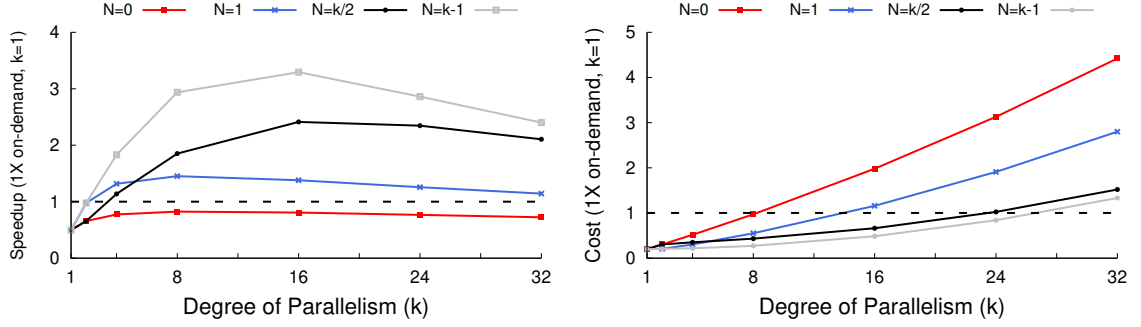 N=0 N=1 N=k/2 N=k-1
Speedup (1X on-demand, k=1)
4
3
2
1
0
1 8 16 24 32
Degree of Parallelism (k)
N=0 N=1 N=k/2 N=k-1
Cost (1X on-demand, k=1)
5
4
3
2
1
0
1 8 16 24 32
Degree of Parallelism (k)